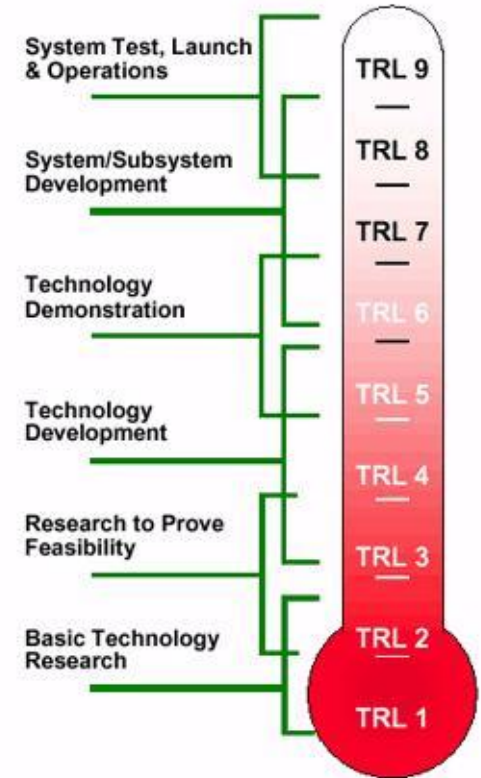 System Test, Launch
& Operations
System/Subsystem
Development
Technology
Demonstration
Technology
Development
Research to Prove
Feasibility
Basic Technology
Research
TRL 9
TRL 8
TRL 7
TRL 6
TRL 5
TRL 4
TRL 3
TRL 2
TRL 1